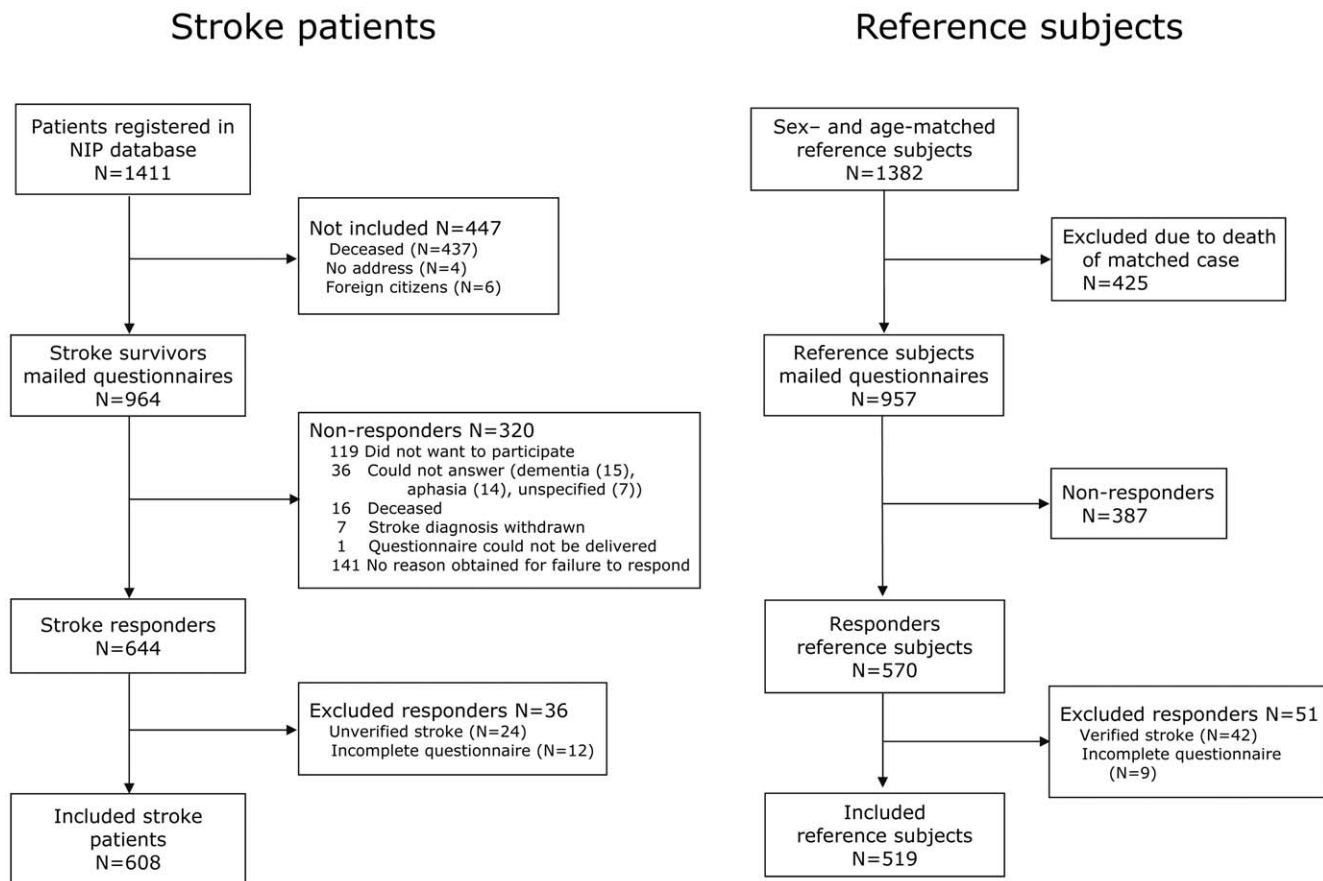 Stroke patients
Patients registered in
NIP database
N=1411
Not included N=447
Deceased (N=437)
No address (N=4)
Foreign citizens (N=6)
Stroke survivors
mailed questionnaires
N=964
Non-responders N=320
119 Did not want to participate
36 Could not answer (dementia (15),
aphasia (14), unspecified (7))
16 Deceased
7 Stroke diagnosis withdrawn
1 Questionnaire could not be delivered
141 No reason obtained for failure to respond
Stroke responders
N=644
Excluded responders N=36
Unverified stroke (N=24)
Incomplete questionnaire (N=12)
Included stroke
patients
N=608
Reference subjects
Sex– and age-matched
reference subjects
N=1382
Excluded due to death
of matched case
N=425
Reference subjects
mailed questionnaires
N=957
Non-responders
N=387
Responders
reference subjects
N=570
Excluded responders N=51
Verified stroke (N=42)
Incomplete questionnaire
(N=9)
Included
reference subjects
N=519